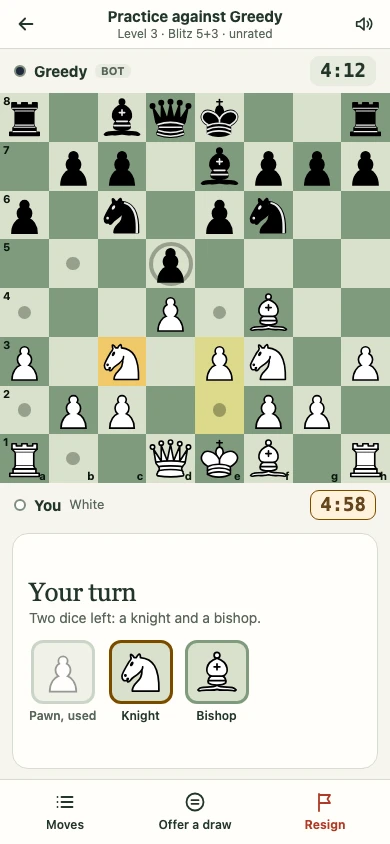 Practice against Greedy
Level 3 · Blitz 5+3 · unrated
Greedy BOT 4:12
8
7
6
5
4
3
2
1 a b c d e f g h
You White 4:58
Your turn
Two dice left: a knight and a bishop.
Pawn, used Knight Bishop
Moves Offer a draw Resign